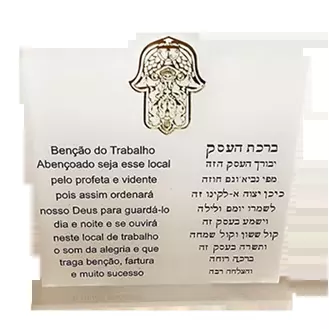 Benção do Trabalho
Abençoado seja esse local
pelo profeta e vidente
pois assim ordenará
nosso Deus para guardá-lo
dia e noite e se ouvirá
neste local de trabalho
o som da alegria e que
traga benção, fartura
e muito sucesso
ברכת העסק
יבורך העסק הזה
מפי נביא וגם חוזה
כיכן יצוה א-לקינו זה
לשמרו יומם ולילה
וישמע בעסק זה
קול ששון וקול שמחה
ותשרה בעסק זה
ברכה רוחה
והצלחה רבה